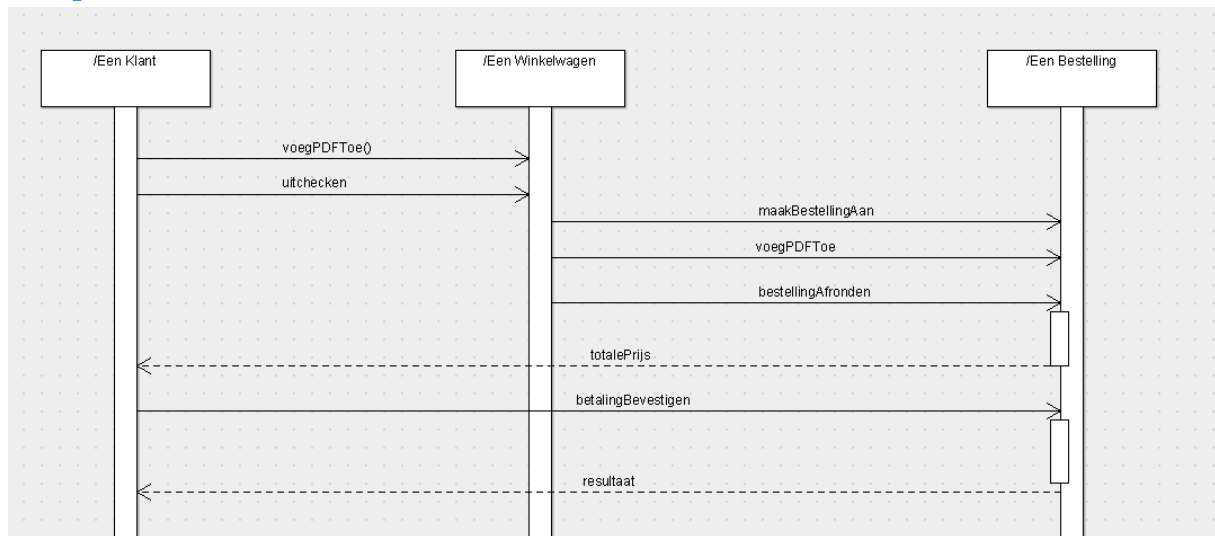 /Een Klant
/Een Winkelwagen
/Een Bestelling
voegPDFToe()
uitchecken
maakBestellingAan
voegPDFToe
bestellingAfronden
totalePrijs
betalingBevestigen
resultaat